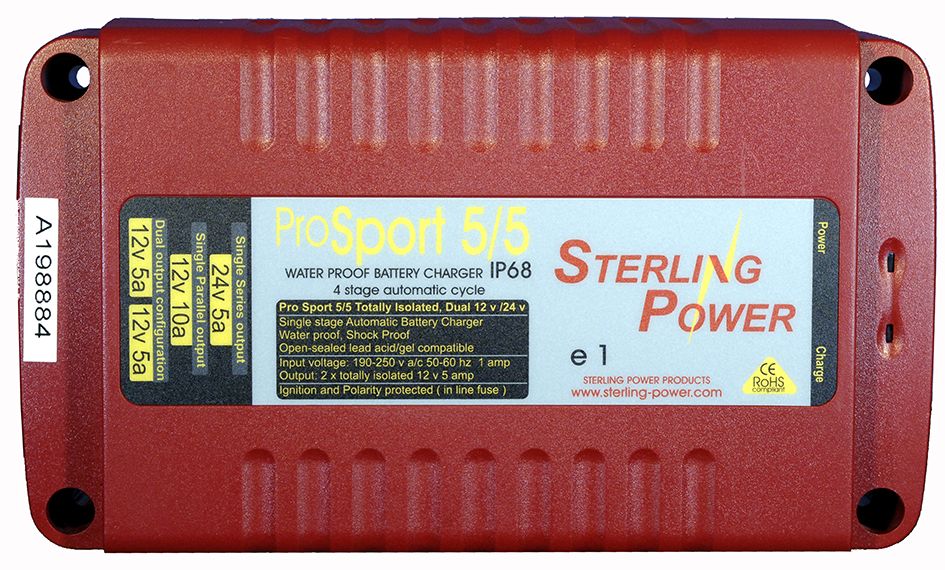 A198884
Single Series output
24v 5a
Single Parallel output
12v 10a
Dual output configuration
12v 5a 12v 5a
ProSport 5/5
WATER PROOF BATTERY CHARGER IP68
4 stage automatic cycle
Pro Sport 5/5 Totally Isolated, Dual 12 v /24 v
Single stage Automatic Battery Charger
Water proof, Shock Proof
Open-sealed lead acid/gel compatible
Input voltage: 190-250 v a/c 50-60 hz 1 amp
Output: 2 x totally isolated 12 v 5 amp
Ignition and Polarity protected ( in line fuse )
STERLING
POWER
e 1
STERLING POWER PRODUCTS
www.sterling-power.com
CE
RoHS
compliant
Power
Charge